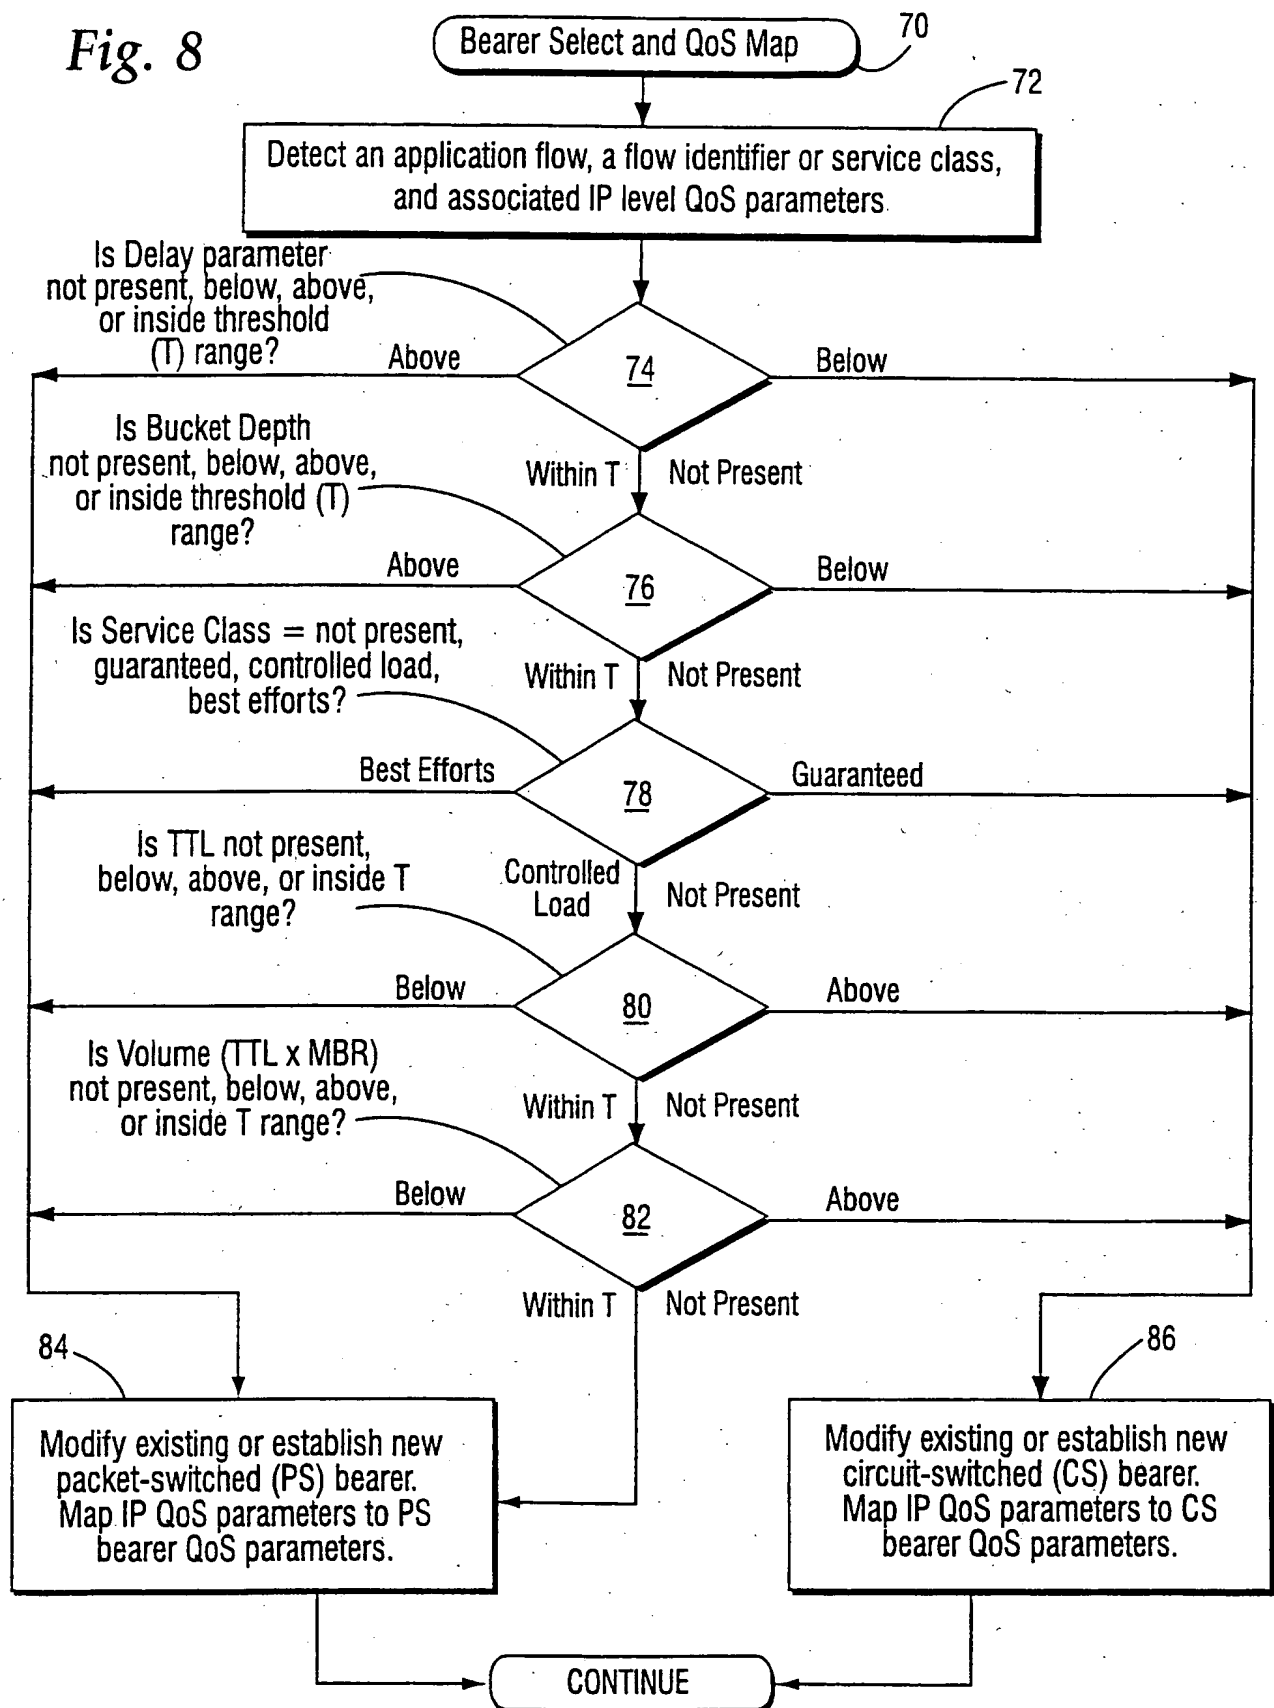 Fig. 8
Bearer Select and QoS Map
70
72
Detect an application flow, a flow identifier or service class,
and associated IP level QoS parameters
Is Delay parameter
not present, below, above,
or inside threshold
(T) range?
Above
74
Below
Within T
Not Present
Is Bucket Depth
not present, below, above,
or inside threshold (T)
range?
Above
76
Below
Within T
Not Present
Is Service Class = not present,
guaranteed, controlled load,
best efforts?
Best Efforts
78
Guaranteed
Controlled
Load
Not Present
Is TTL not present,
below, above, or inside T
range?
Below
80
Above
Within T
Not Present
Is Volume (TTL x MBR)
not present, below, above,
or inside T range?
Below
82
Above
Within T
Not Present
84
Modify existing or establish new
packet-switched (PS) bearer.
Map IP QoS parameters to PS
bearer QoS parameters.
86
Modify existing or establish new
circuit-switched (CS) bearer.
Map IP QoS parameters to CS
bearer QoS parameters.
CONTINUE